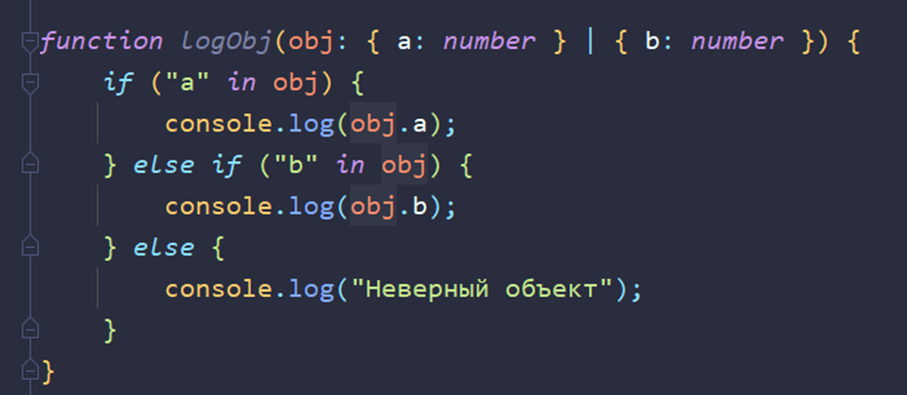 function logObj(obj: { a: number } | { b: number }) {
    if ("a" in obj) {
        console.log(obj.a);
    } else if ("b" in obj) {
        console.log(obj.b);
    } else {
        console.log("Неверный объект");
    }
}